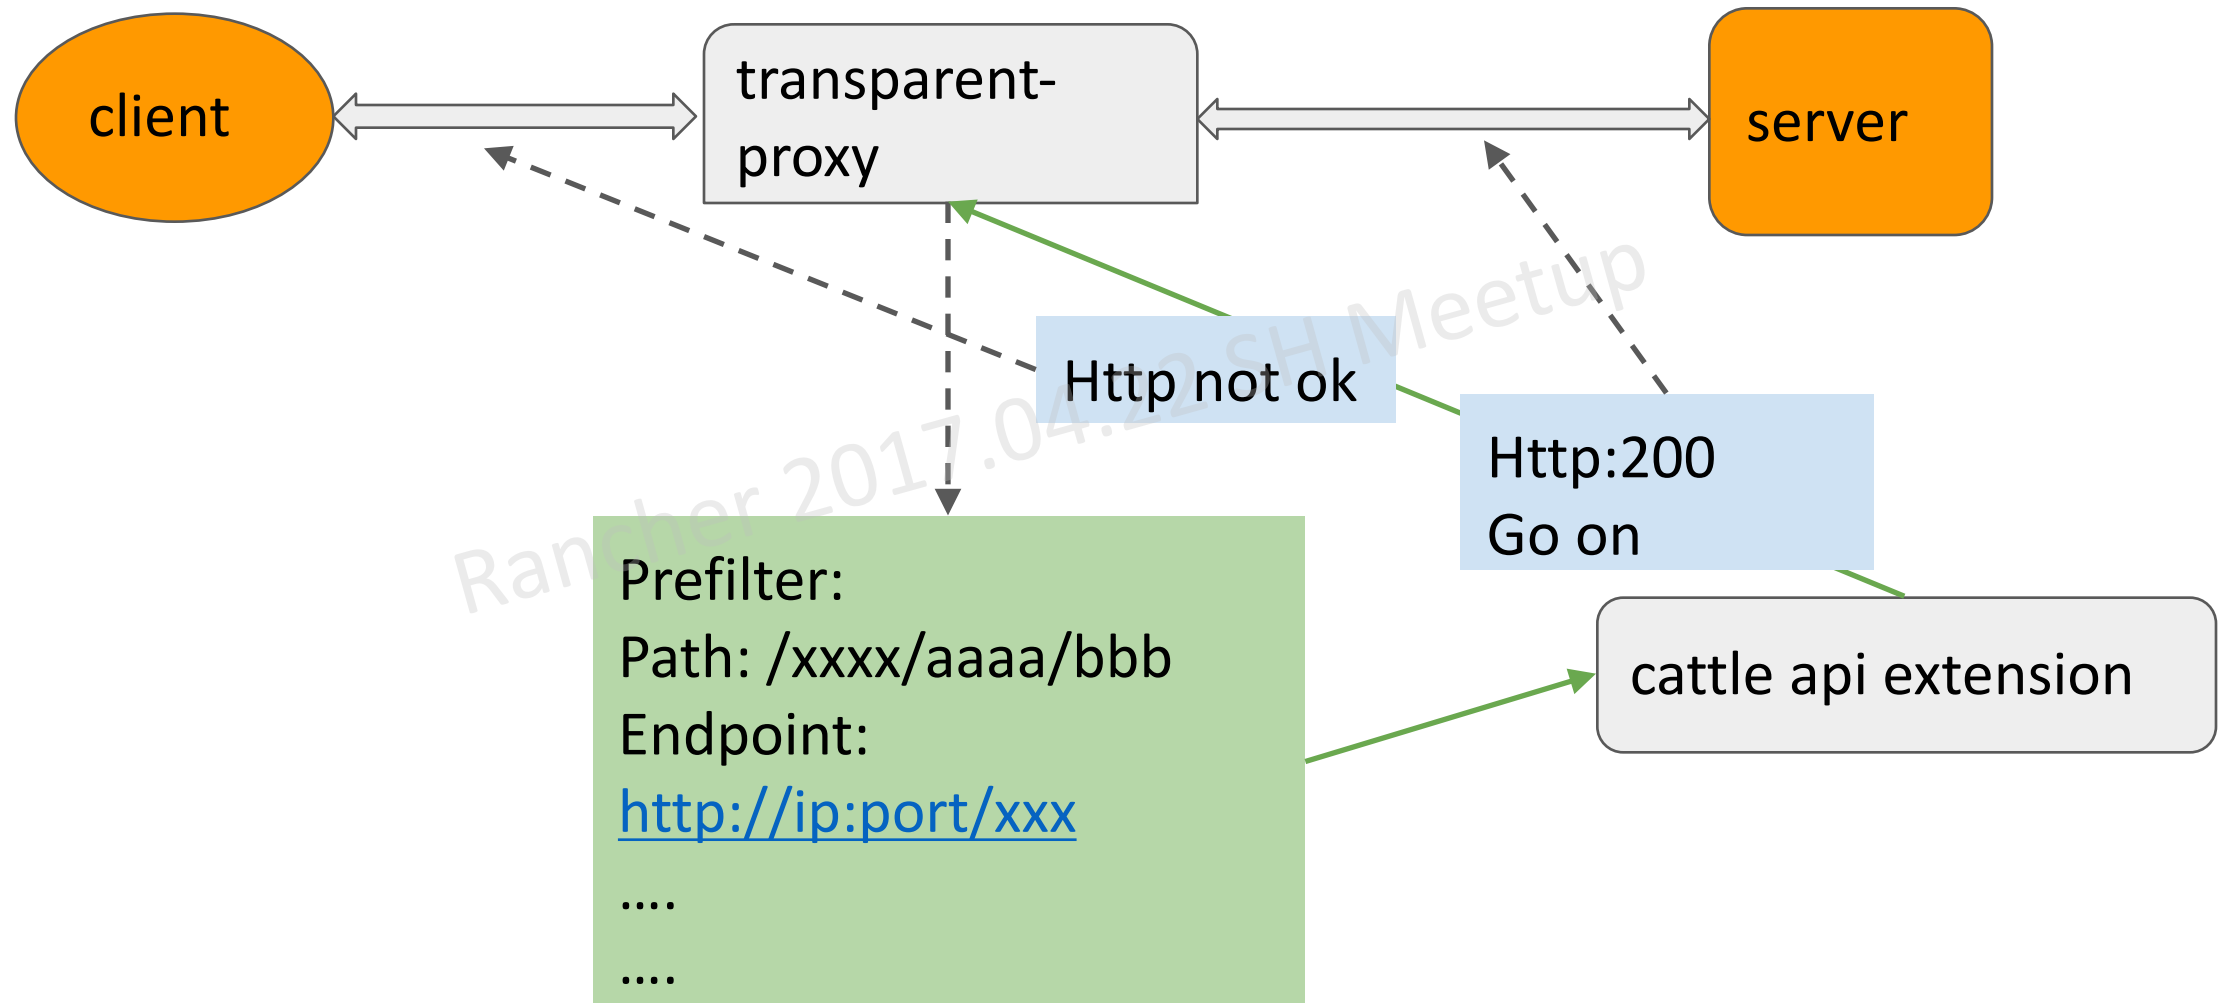 client
transparent-
proxy
server
Http not ok
Http:200
Go on
Rancher 2017.04.22 SH Meetup
Prefilter:
Path: /xxxx/aaaa/bbb
Endpoint:
http://ip:port/xxx
....
....
cattle api extension